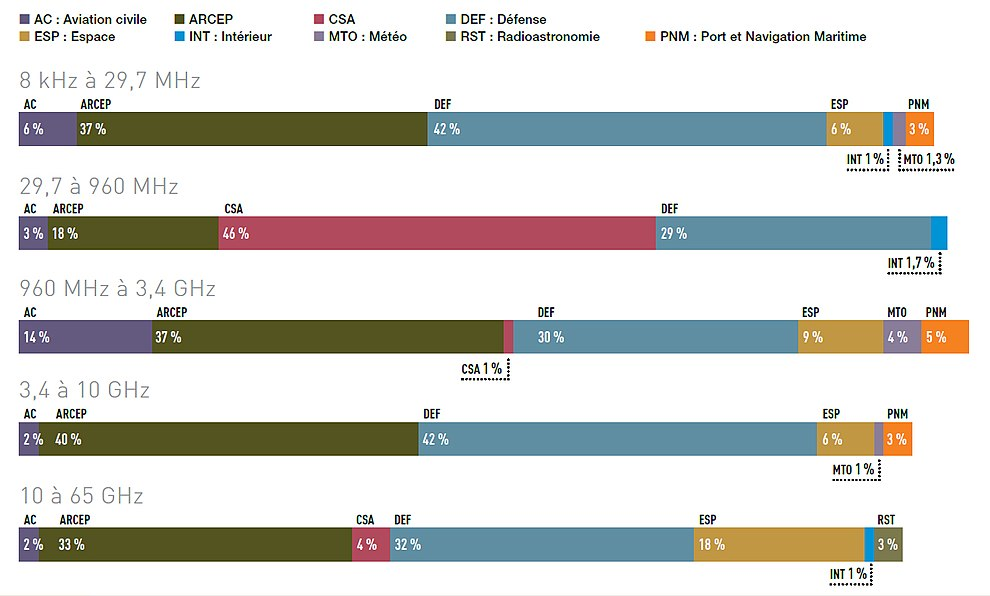 AC : Aviation civile ARCEP CSA DEF : Défense
ESP : Espace INT : Intérieur MTO : Météo RST : Radioastronomie PNM : Port et Navigation Maritime
8 kHz à 29,7 MHz
AC ARCEP DEF ESP PNM
6 % 37 % 42 % 6 % 3 %
INT 1 % MTO 1,3 %
29,7 à 960 MHz
AC ARCEP CSA DEF
3 % 18 % 46 % 29 %
INT 1,7 %
960 MHz à 3,4 GHz
AC ARCEP DEF ESP MTO PNM
14 % 37 % 30 % 9 % 4 % 5 %
CSA 1 %
3,4 à 10 GHz
AC ARCEP DEF ESP PNM
2 % 40 % 42 % 6 % 3 %
MTO 1 %
10 à 65 GHz
AC ARCEP CSA DEF ESP RST
2 % 33 % 4 % 32 % 18 % 3 %
INT 1 %